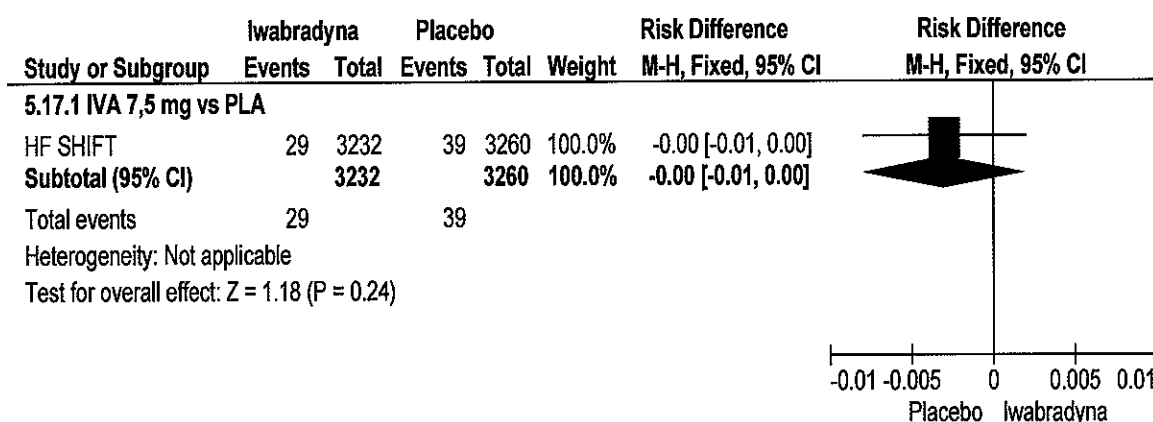 Iwabradyna Placebo Risk Difference Risk Difference
Study or Subgroup Events Total Events Total Weight M-H, Fixed, 95% CI M-H, Fixed, 95% CI
5.17.1 IVA 7,5 mg vs PLA
HF SHIFT 29 3232 39 3260 100.0% -0.00 [-0.01, 0.00]
Subtotal (95% CI) 3232 3260 100.0% -0.00 [-0.01, 0.00]
Total events 29 39
Heterogeneity: Not applicable
Test for overall effect: Z = 1.18 (P = 0.24)
-0.01 -0.005 0 0.005 0.01
Placebo Iwabradyna